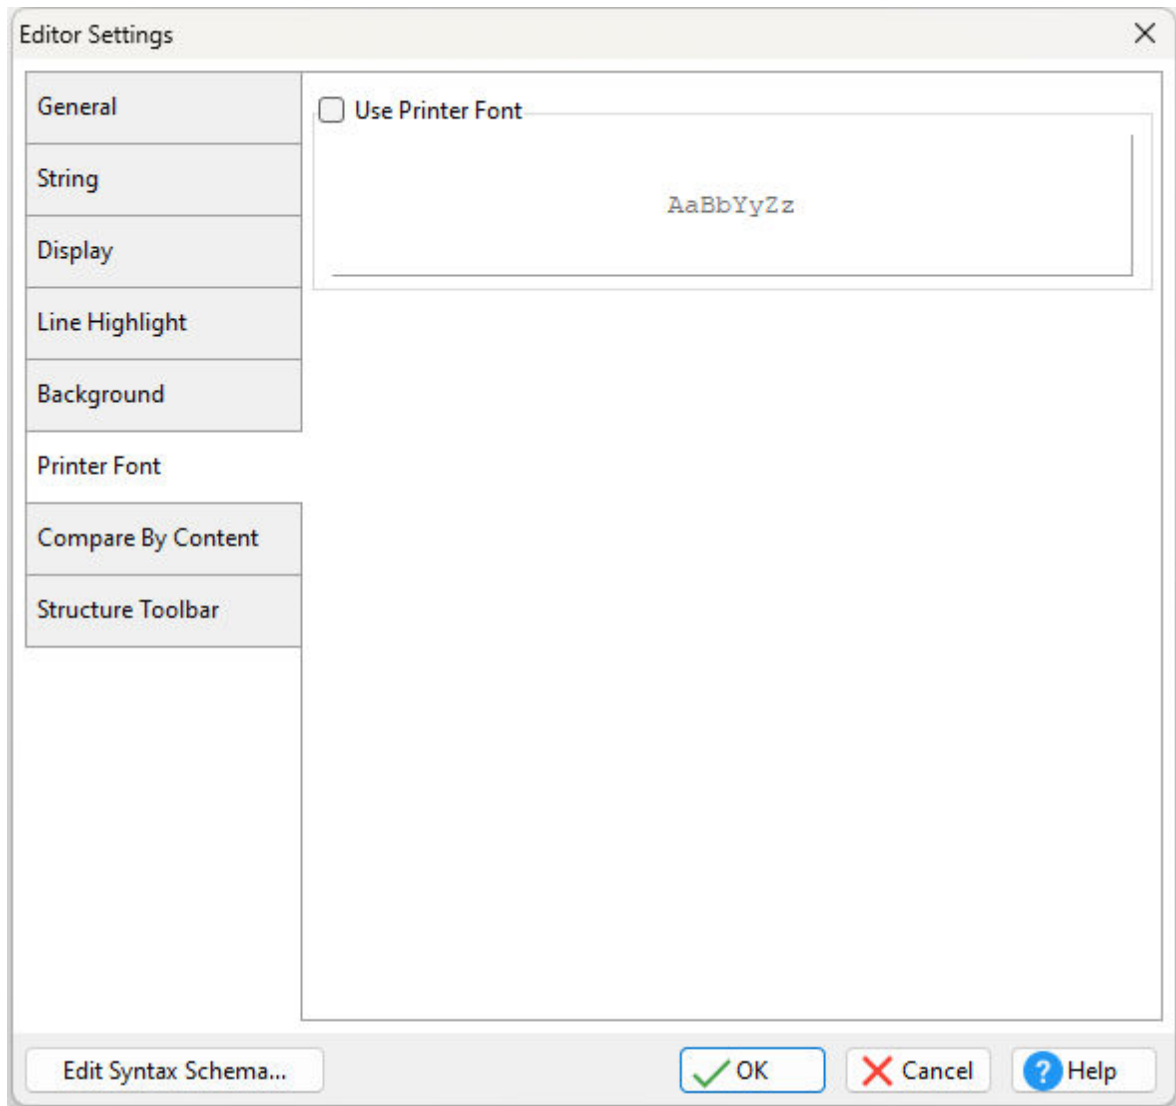 Editor Settings
General
String
Display
Line Highlight
Background
Printer Font
Compare By Content
Structure Toolbar
Use Printer Font
AaBbYyZz
Edit Syntax Schema...
OK
Cancel
? Help